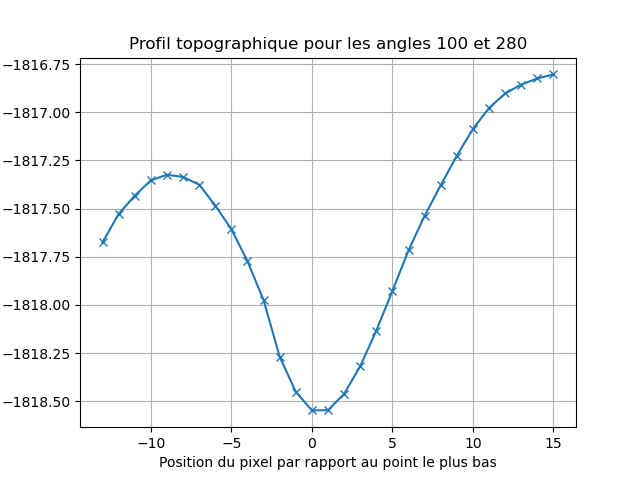 Profil topographique pour les angles 100 et 280
−1816.75
−1817.00
−1817.25
−1817.50
−1817.75
−1818.00
−1818.25
−1818.50
−10 −5 0 5 10 15
Position du pixel par rapport au point le plus bas